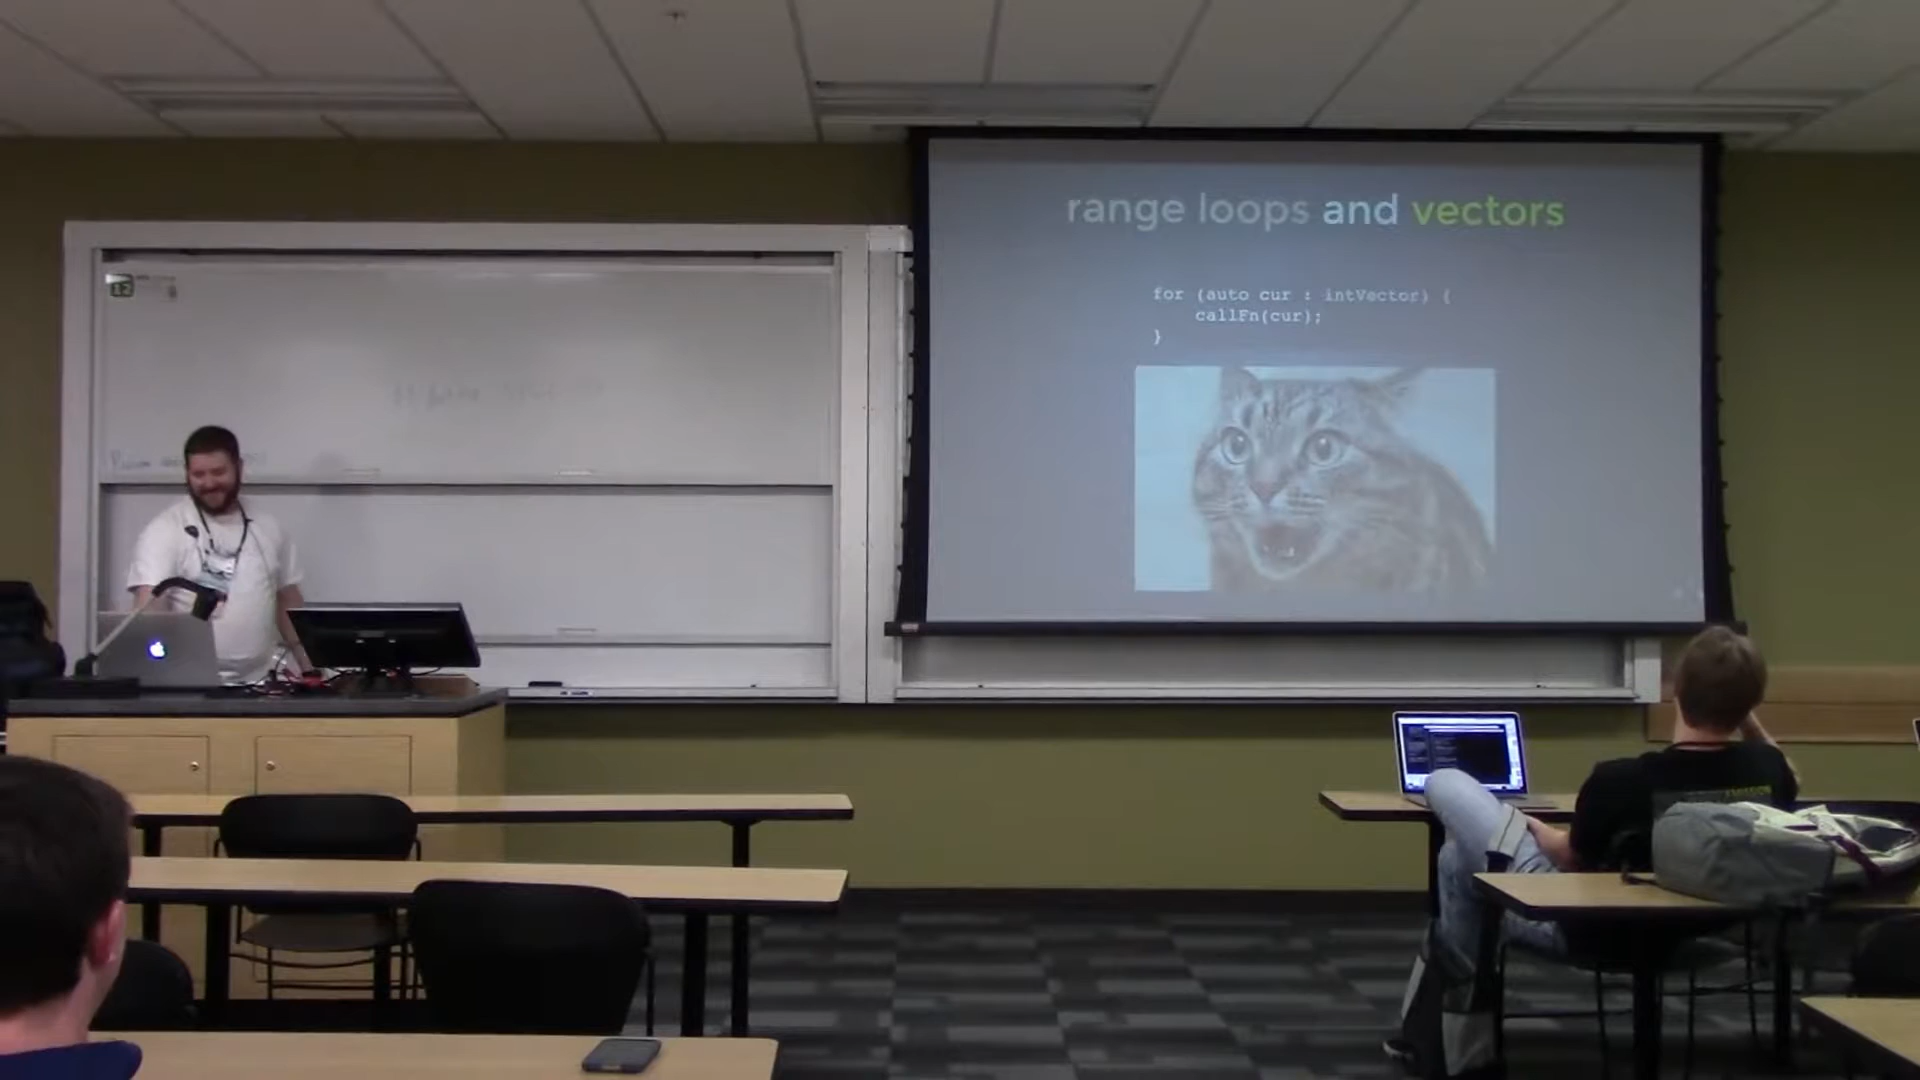 range loops and vectors
for (auto cur : intVector) {
callFn(cur);
}